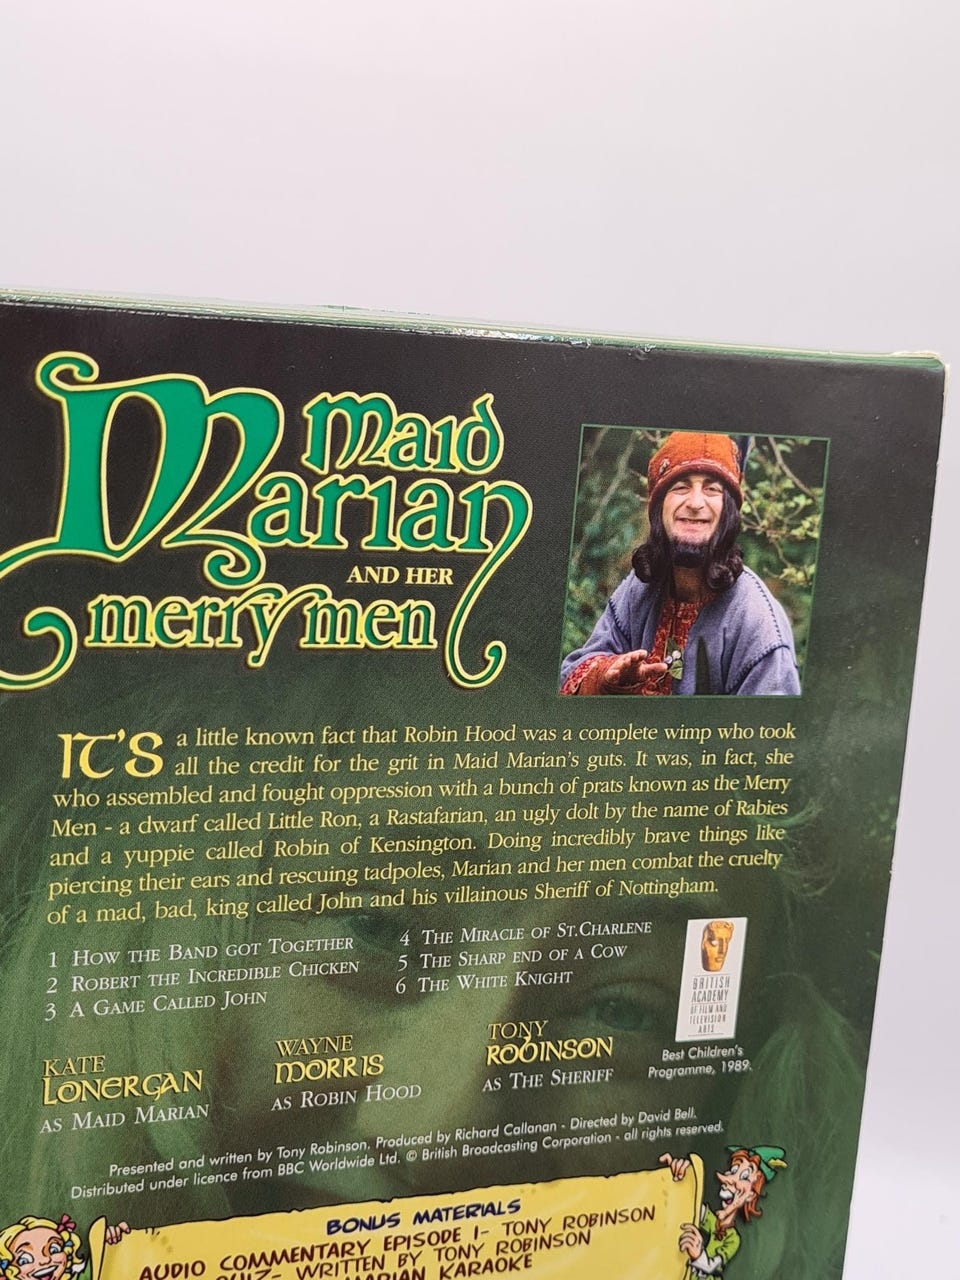 Maid
Marian
AND HER
merry men
IT'S a little known fact that Robin Hood was a complete wimp who took
all the credit for the grit in Maid Marian's guts. It was, in fact, she
who assembled and fought oppression with a bunch of prats known as the Merry
Men - a dwarf called Little Ron, a Rastafarian, an ugly dolt by the name of Rabies
and a yuppie called Robin of Kensington. Doing incredibly brave things like
piercing their ears and rescuing tadpoles, Marian and her men combat the cruelty
of a mad, bad, king called John and his villainous Sheriff of Nottingham.
1 HOW THE BAND GOT TOGETHER
2 ROBERT THE INCREDIBLE CHICKEN
3 A GAME CALLED JOHN
4 THE MIRACLE OF ST.CHARLENE
5 THE SHARP END OF A COW
6 THE WHITE KNIGHT
BRITISH
ACADEMY
OF FILM AND
TELEVISION
ARTS
Best Children's
Programme, 1989.
KATE
LONERGAN
AS MAID MARIAN
WAYNE
MORRIS
AS ROBIN HOOD
TONY
ROBINSON
AS THE SHERIFF
Presented and written by Tony Robinson. Produced by Richard Callanan - Directed by David Bell.
Distributed under licence from BBC Worldwide Ltd. © British Broadcasting Corporation - all rights reserved.
BONUS MATERIALS
AUDIO COMMENTARY EPISODE 1- TONY ROBINSON
QUIZ- WRITTEN BY TONY ROBINSON
MARIAN KARAOKE